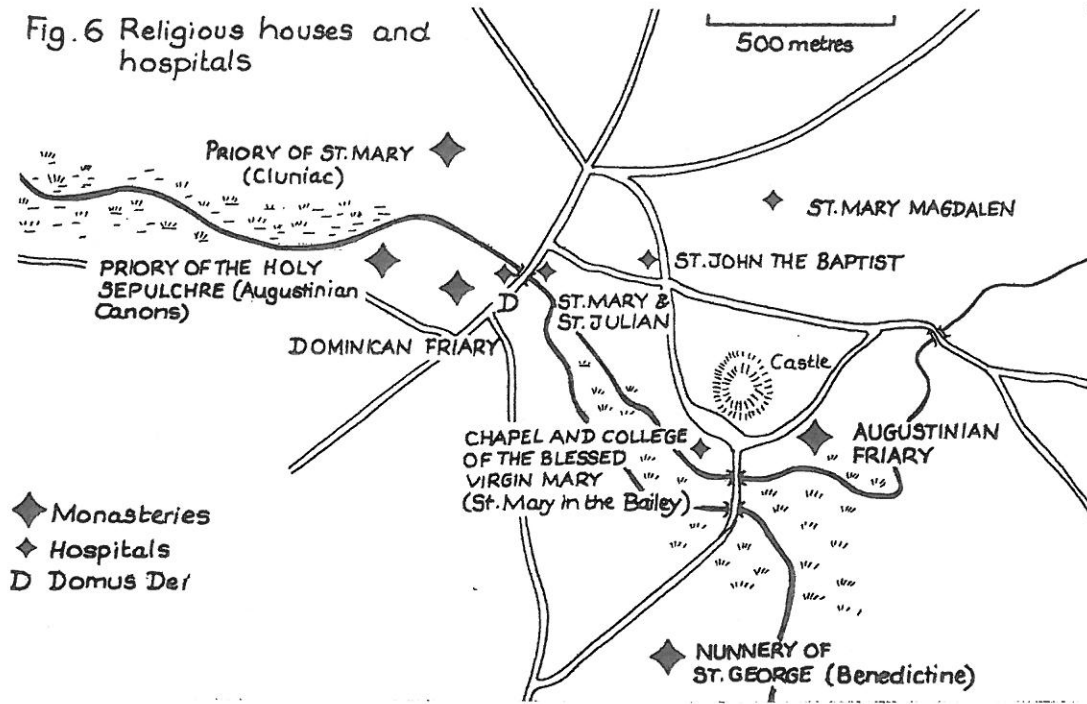 Fig. 6 Religious houses and
hospitals
500 metres
PRIORY OF ST. MARY
(Cluniac)
ST. MARY MAGDALEN
PRIORY OF THE HOLY
SEPULCHRE (Augustinian
Canons)
ST. JOHN THE BAPTIST
D
ST. MARY &
ST. JULIAN
DOMINICAN FRIARY
Castle
CHAPEL AND COLLEGE
OF THE BLESSED
VIRGIN MARY
(St. Mary in the Bailey)
AUGUSTINIAN
FRIARY
Monasteries
Hospitals
D Domus Dei
NUNNERY OF
ST. GEORGE (Benedictine)